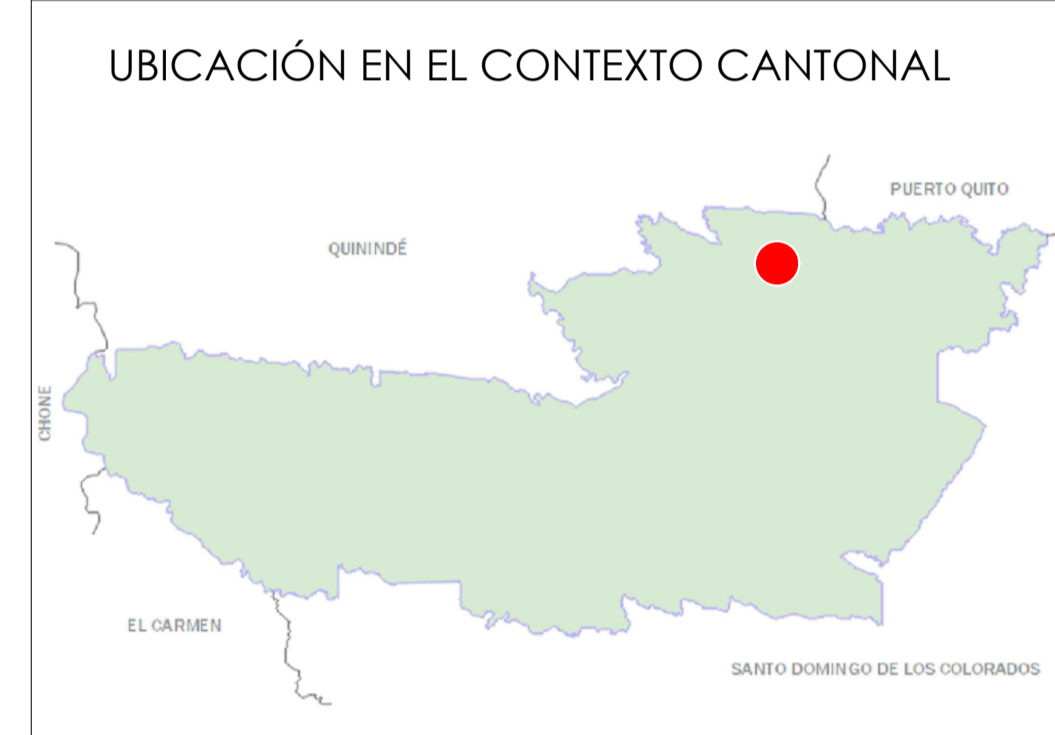 UBICACIÓN EN EL CONTEXTO CANTONAL
PUERTO QUITO
QUININDÉ
CHONE
EL CARMEN
SANTO DOMINGO DE LOS COLORADOS